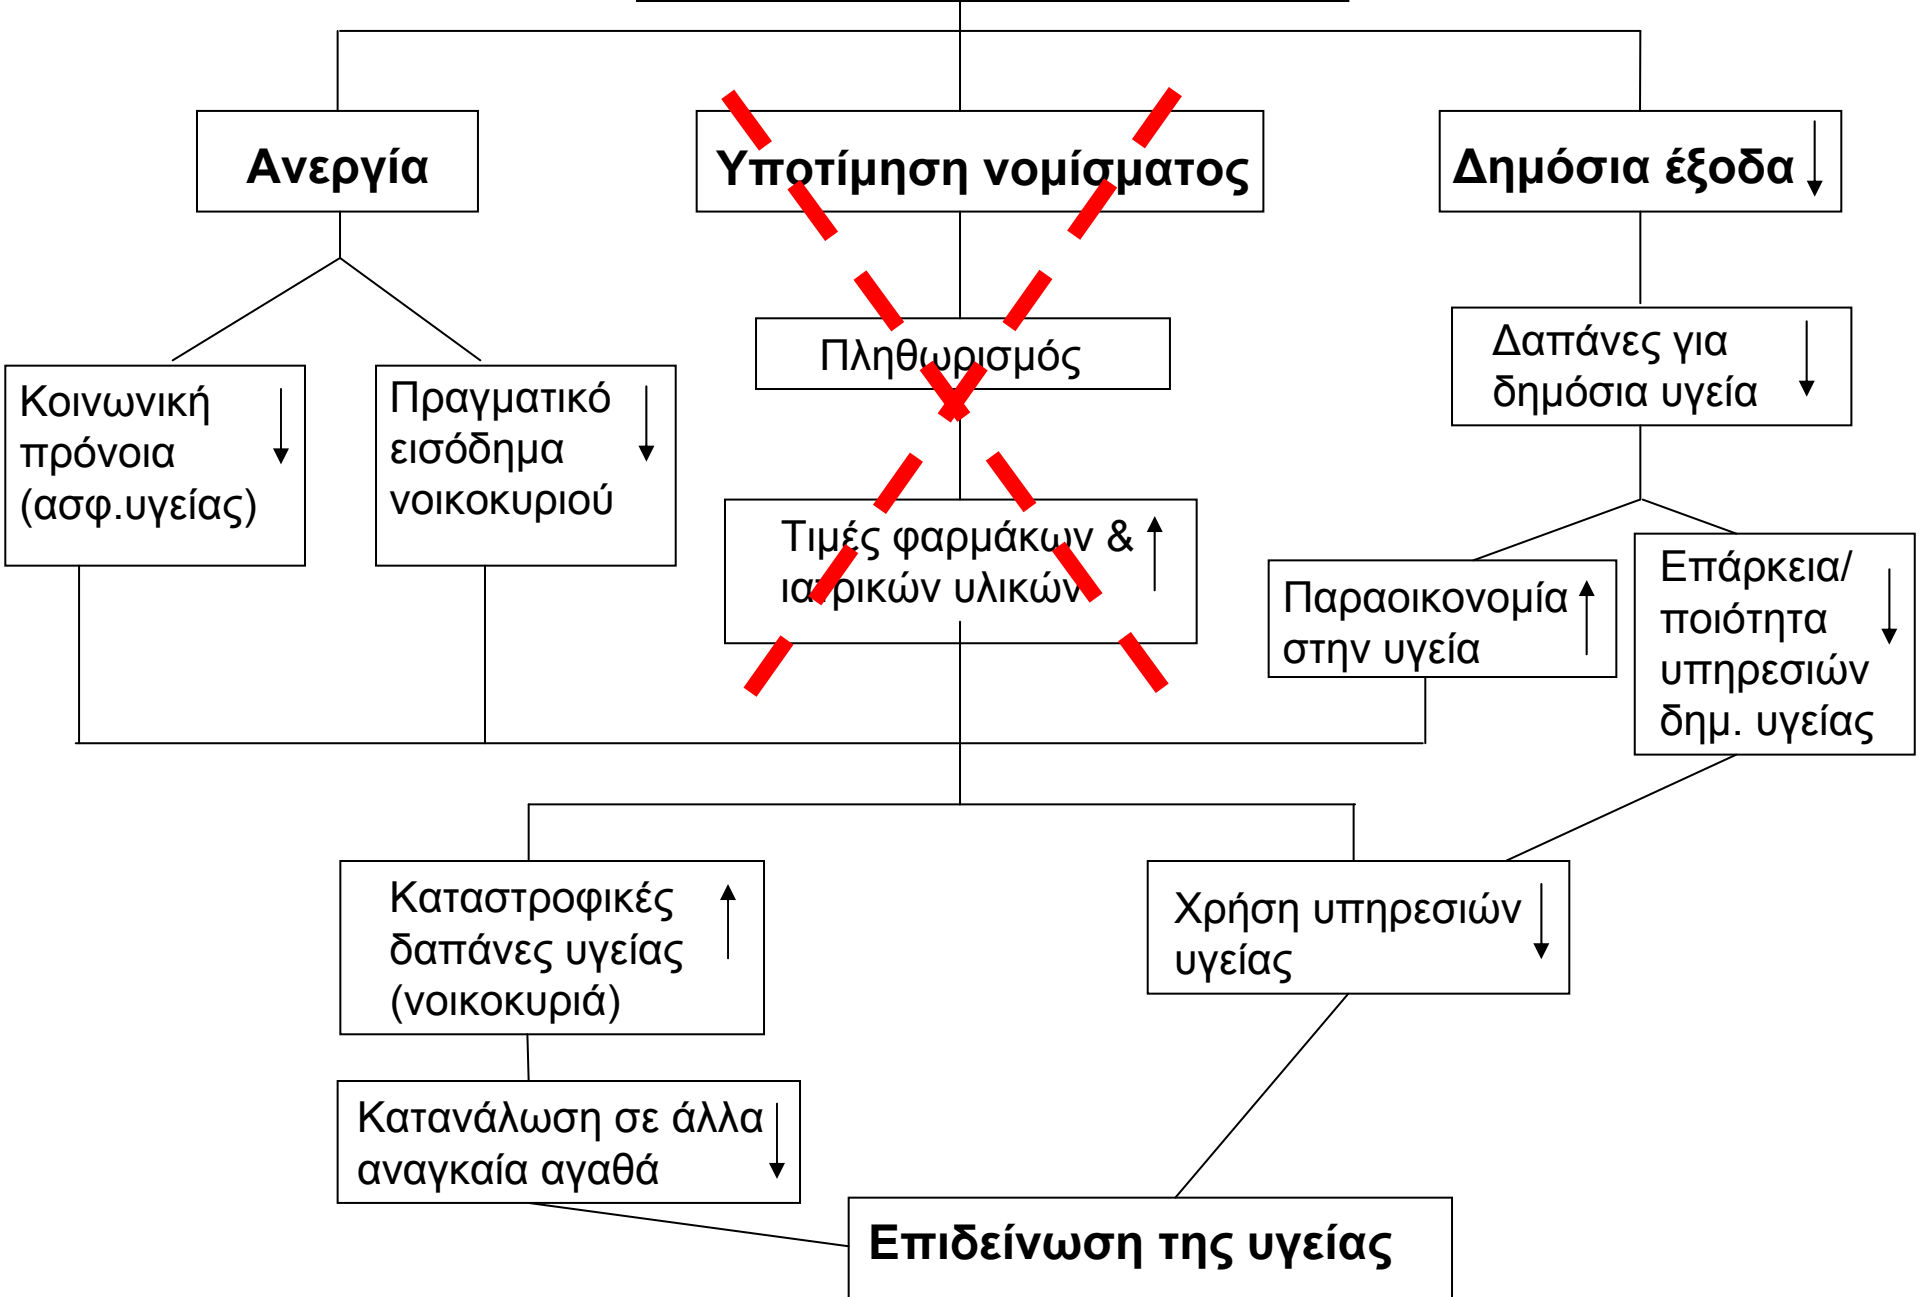 Ανεργία
Υποτίμηση νομίσματος
Δημόσια έξοδα
Κοινωνική
πρόνοια
(ασφ.υγείας)
Πραγματικό
εισόδημα
νοικοκυριού
Πληθωρισμός
Τιμές φαρμάκων &
ιατρικών υλικών
Δαπάνες για
δημόσια υγεία
Παραοικονομία
στην υγεία
Επάρκεια/
ποιότητα
υπηρεσιών
δημ. υγείας
Καταστροφικές
δαπάνες υγείας
(νοικοκυριά)
Χρήση υπηρεσιών
υγείας
Κατανάλωση σε άλλα
αναγκαία αγαθά
Επιδείνωση της υγείας